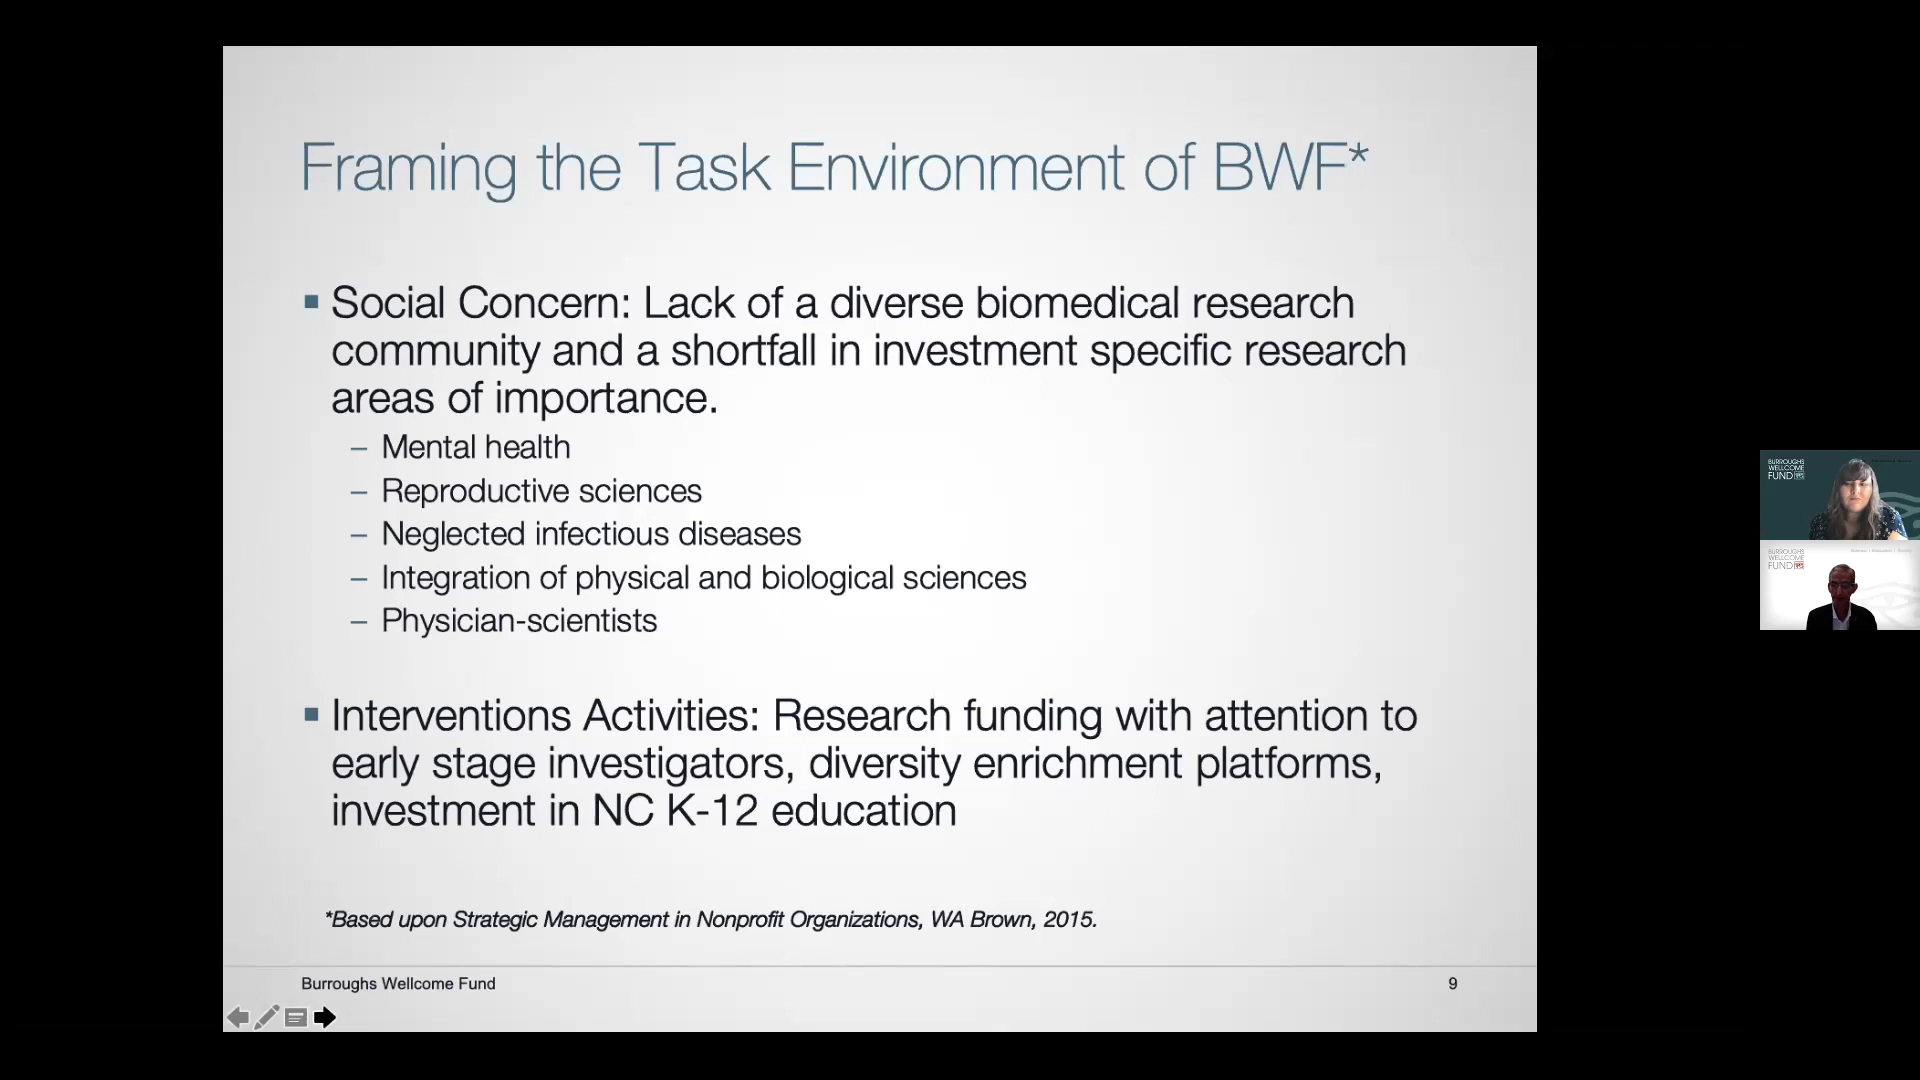 Framing the Task Environment of BWF*
▪ Social Concern: Lack of a diverse biomedical research
community and a shortfall in investment specific research
areas of importance.
– Mental health
– Reproductive sciences
– Neglected infectious diseases
– Integration of physical and biological sciences
– Physician-scientists
▪ Interventions Activities: Research funding with attention to
early stage investigators, diversity enrichment platforms,
investment in NC K-12 education
*Based upon Strategic Management in Nonprofit Organizations, WA Brown, 2015.
Burroughs Wellcome Fund
9
BURROUGHS
WELLCOME
FUND
BURROUGHS
WELLCOME
FUND